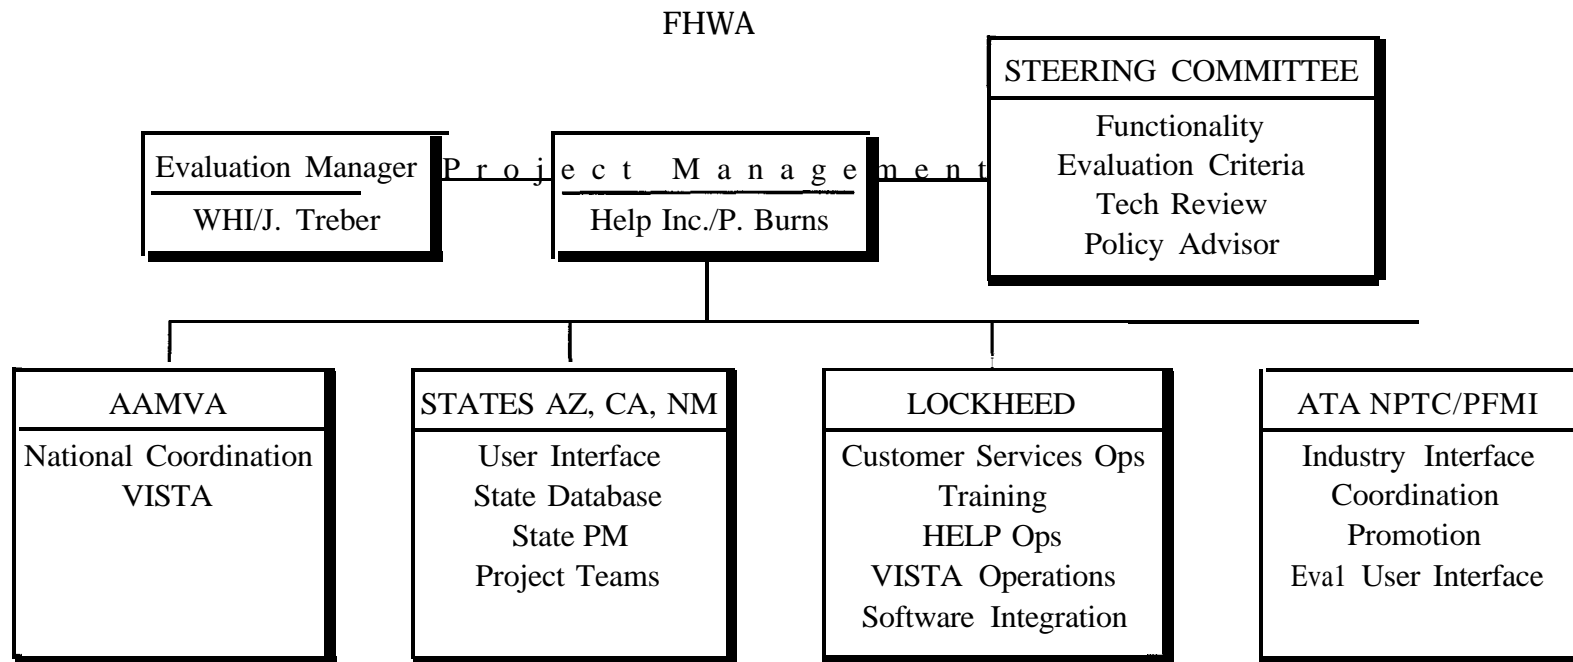 FHWA
STEERING COMMITTEE
Functionality
Evaluation Criteria
Tech Review
Policy Advisor
Evaluation Manager
WHI/J. Treber
Project Management
Help Inc./P. Burns
AAMVA
National Coordination
VISTA
STATES AZ, CA, NM
User Interface
State Database
State PM
Project Teams
LOCKHEED
Customer Services Ops
Training
HELP Ops
VISTA Operations
Software Integration
ATA NPTC/PFMI
Industry Interface
Coordination
Promotion
Eval User Interface